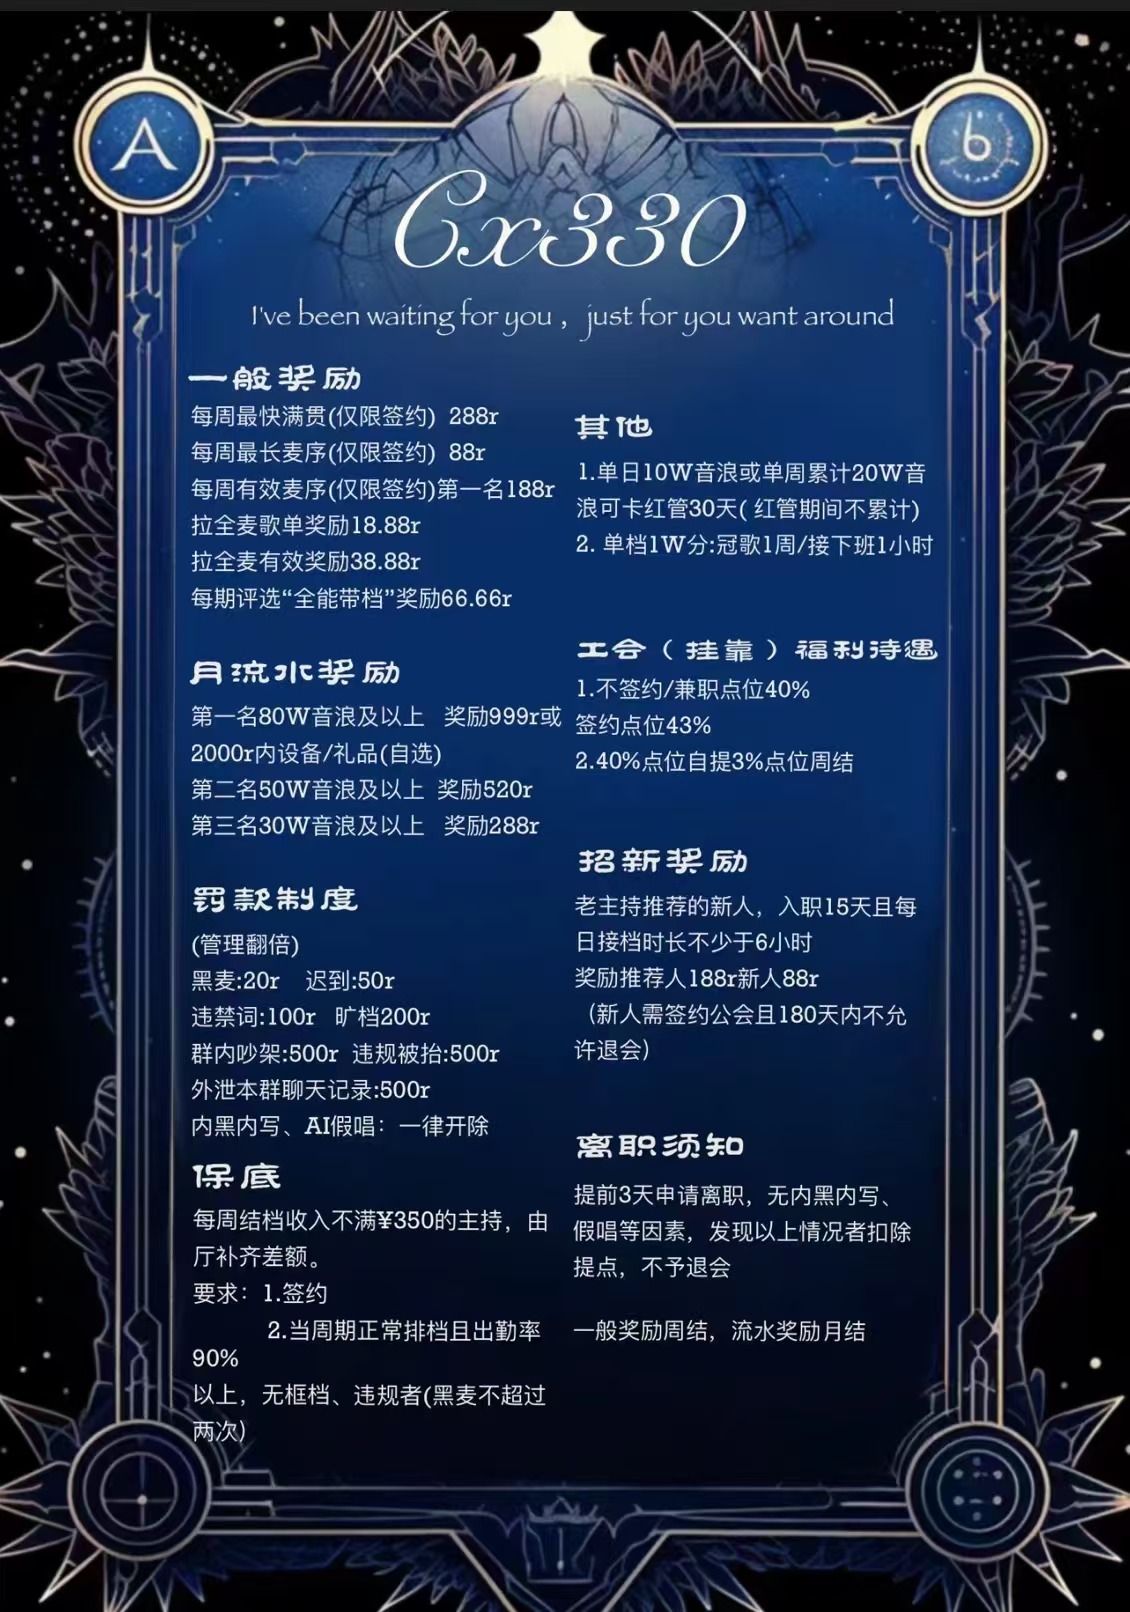 A
6
Cx330
I've been waiting for you , just for you want around
一般奖励
每周最快满贯(仅限签约) 288r
每周最长麦序(仅限签约) 88r
每周有效麦序(仅限签约)第一名188r
拉全麦歌单奖励18.88r
拉全麦有效奖励38.88r
每期评选“全能带档”奖励66.66r
月流水奖励
第一名80W音浪及以上 奖励999r或
2000r内设备/礼品(自选)
第二名50W音浪及以上 奖励520r
第三名30W音浪及以上 奖励288r
罚款制度
(管理翻倍)
黑麦:20r 迟到:50r
违禁词:100r 旷档200r
群内吵架:500r 违规被抬:500r
外泄本群聊天记录:500r
内黑内写、AI假唱：一律开除
保底
每周结档收入不满¥350的主持，由
厅补齐差额。
要求：1.签约
2.当周期正常排档且出勤率
90%
以上，无框档、违规者(黑麦不超过
两次）
其他
1.单日10W音浪或单周累计20W音
浪可卡红管30天( 红管期间不累计)
2. 单档1W分:冠歌1周/接下班1小时
工会（挂靠）福利待遇
1.不签约/兼职点位40%
签约点位43%
2.40%点位自提3%点位周结
招新奖励
老主持推荐的新人，入职15天且每
日接档时长不少于6小时
奖励推荐人188r新人88r
（新人需签约公会且180天内不允
许退会）
离职须知
提前3天申请离职，无内黑内写、
假唱等因素，发现以上情况者扣除
提点，不予退会
一般奖励周结，流水奖励月结